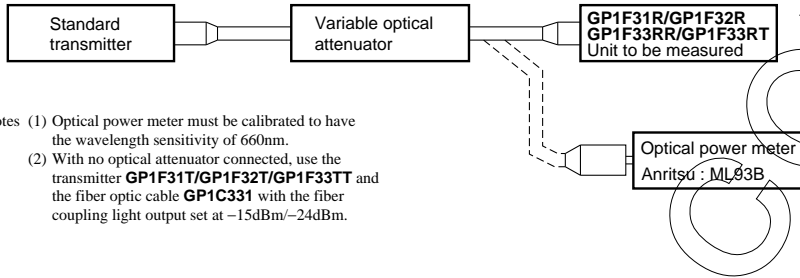 Standard
transmitter
Variable optical
attenuator
GP1F31R/GP1F32R
GP1F33RR/GP1F33RT
Unit to be measured
Optical power meter
Anritsu : ML93B
otes (1) Optical power meter must be calibrated to have
the wavelength sensitivity of 660nm.
(2) With no optical attenuator connected, use the
transmitter GP1F31T/GP1F32T/GP1F33TT and
the fiber optic cable GP1C331 with the fiber
coupling light output set at −15dBm/−24dBm.